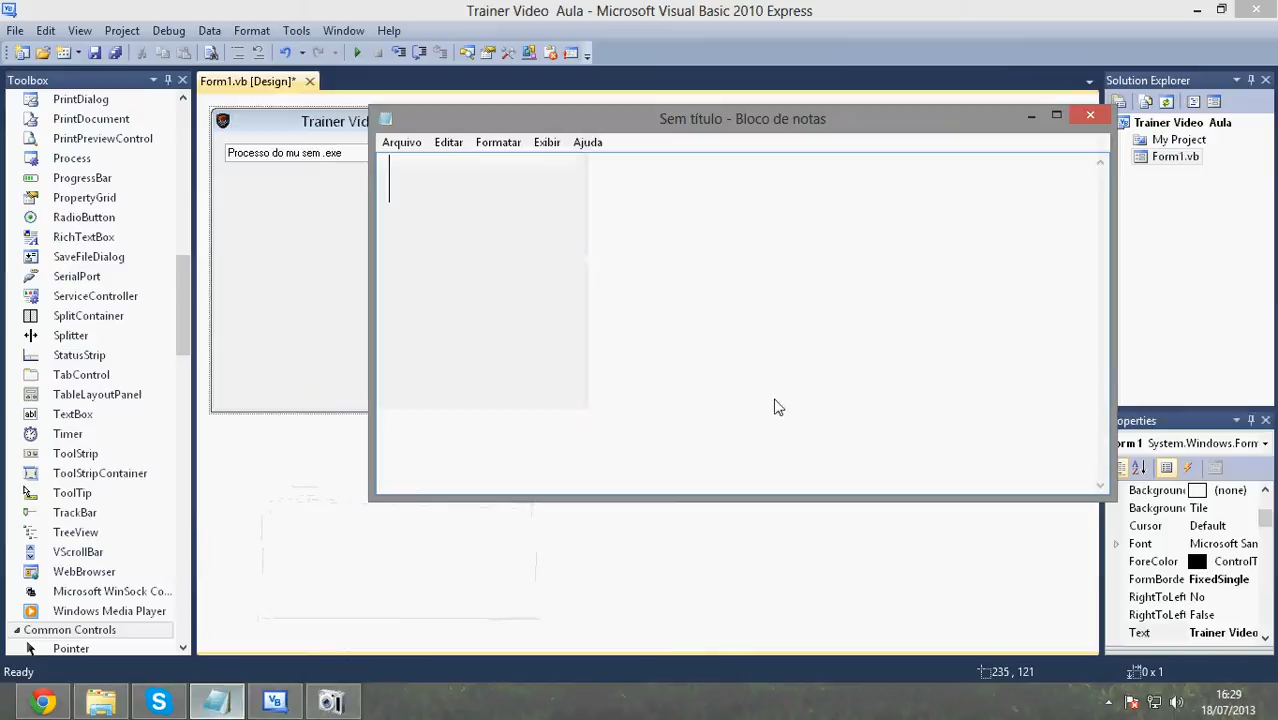 Trainer Video  Aula - Microsoft Visual Basic 2010 Express
File Edit View Project Debug Data Format Tools Window Help
Toolbox
PrintDialog
PrintDocument
PrintPreviewControl
Process
ProgressBar
PropertyGrid
RadioButton
RichTextBox
SaveFileDialog
SerialPort
ServiceController
SplitContainer
Splitter
StatusStrip
TabControl
TableLayoutPanel
TextBox
Timer
ToolStrip
ToolStripContainer
ToolTip
TrackBar
TreeView
VScrollBar
WebBrowser
Microsoft WinSock Co...
Windows Media Player
Common Controls
Pointer
Form1.vb [Design]*
Trainer Vid
Processo do mu sem .exe
Sem título - Bloco de notas
Arquivo Editar Formatar Exibir Ajuda
Solution Explorer
Trainer Video  Aula
My Project
Form1.vb
operties
orm1 System.Windows.Forr
Background (none)
Background Tile
Cursor Default
Font Microsoft San
ForeColor ControlT
FormBorde FixedSingle
RightToLeft No
RightToLeft False
Text Trainer Video
Ready
235 , 121
0 x 1
16:29
18/07/2013